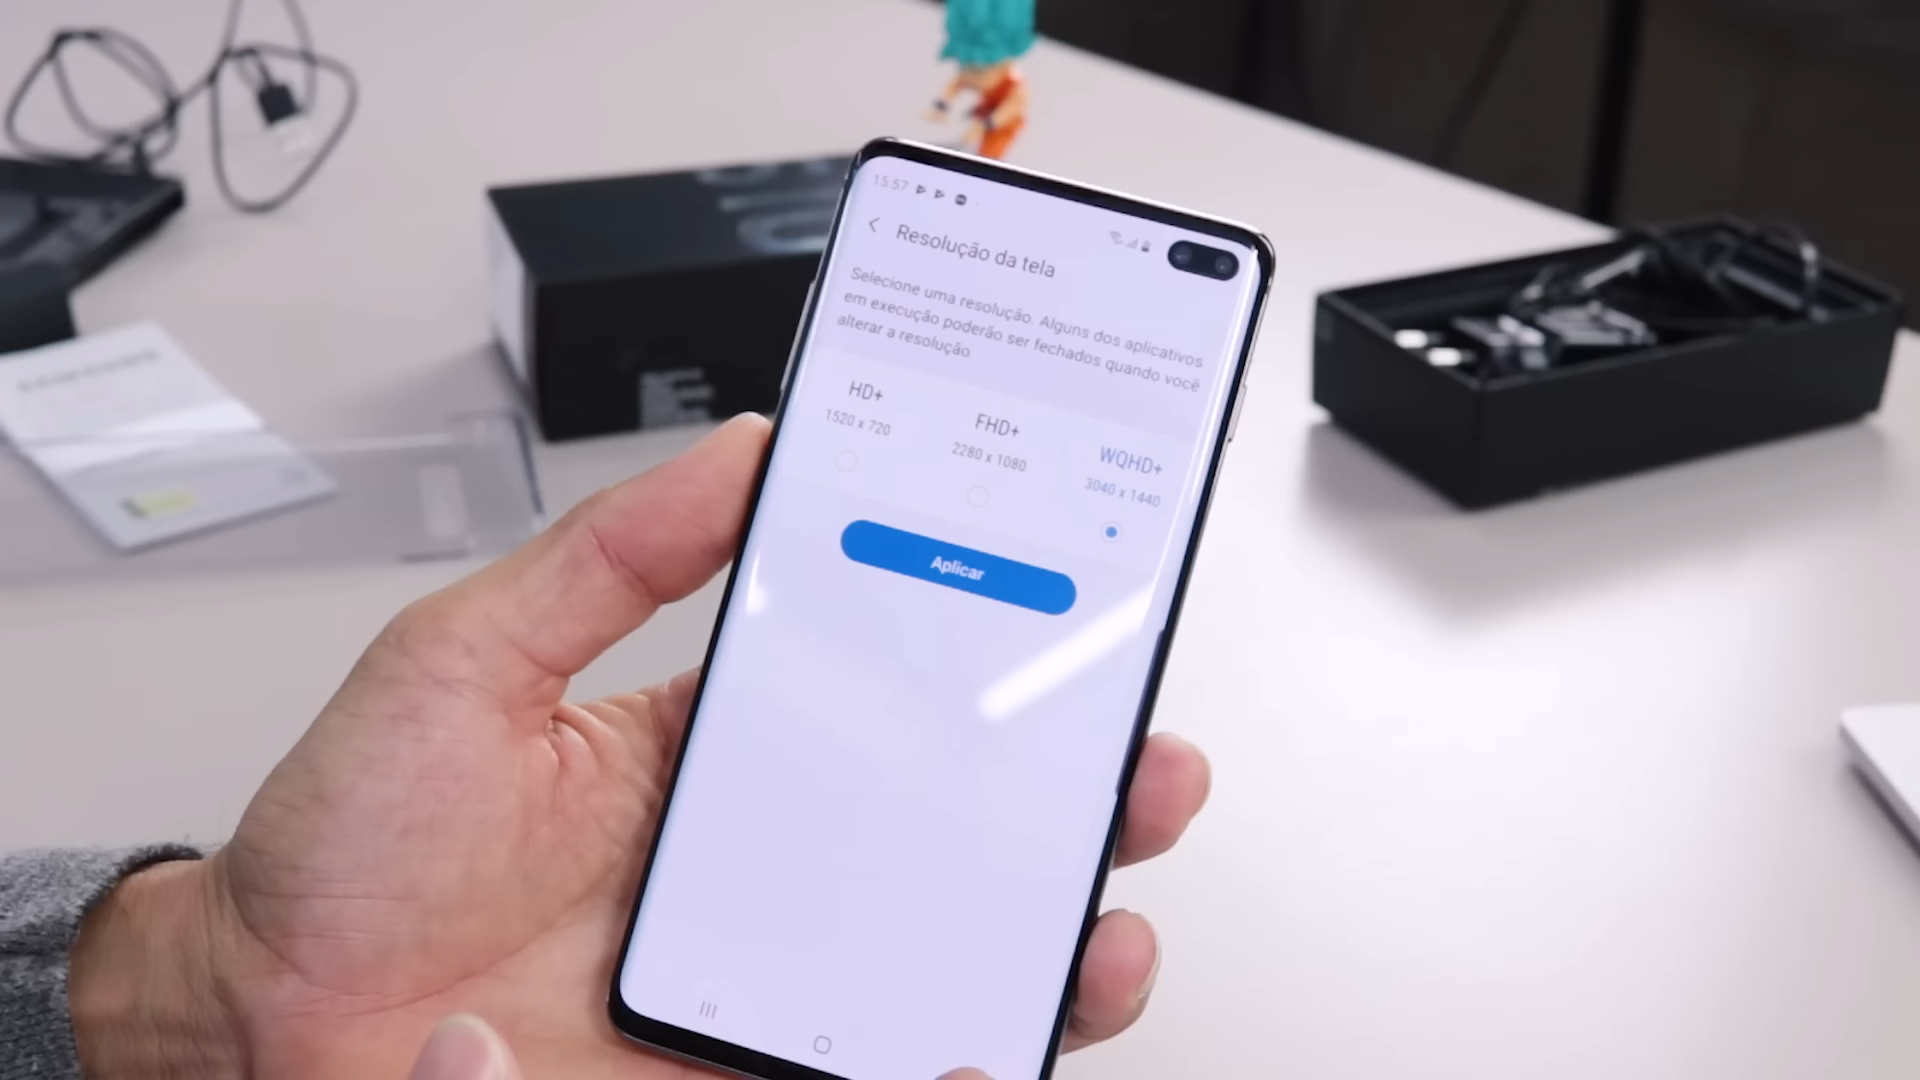 15:57
Resolução da tela
Selecione uma resolução. Alguns dos aplicativos
em execução poderão ser fechados quando você
alterar a resolução.
HD+
1520 x 720
FHD+
2280 x 1080
WQHD+
3040 x 1440
Aplicar